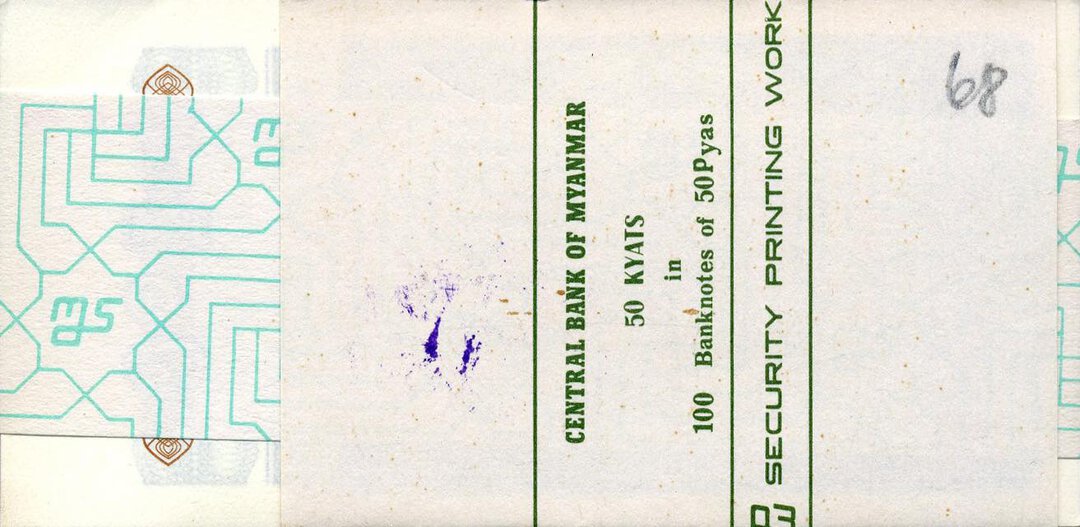 68
CENTRAL BANK OF MYANMAR
50 KYATS
in
100 Banknotes of 50Pyas
SECURITY PRINTING WORK